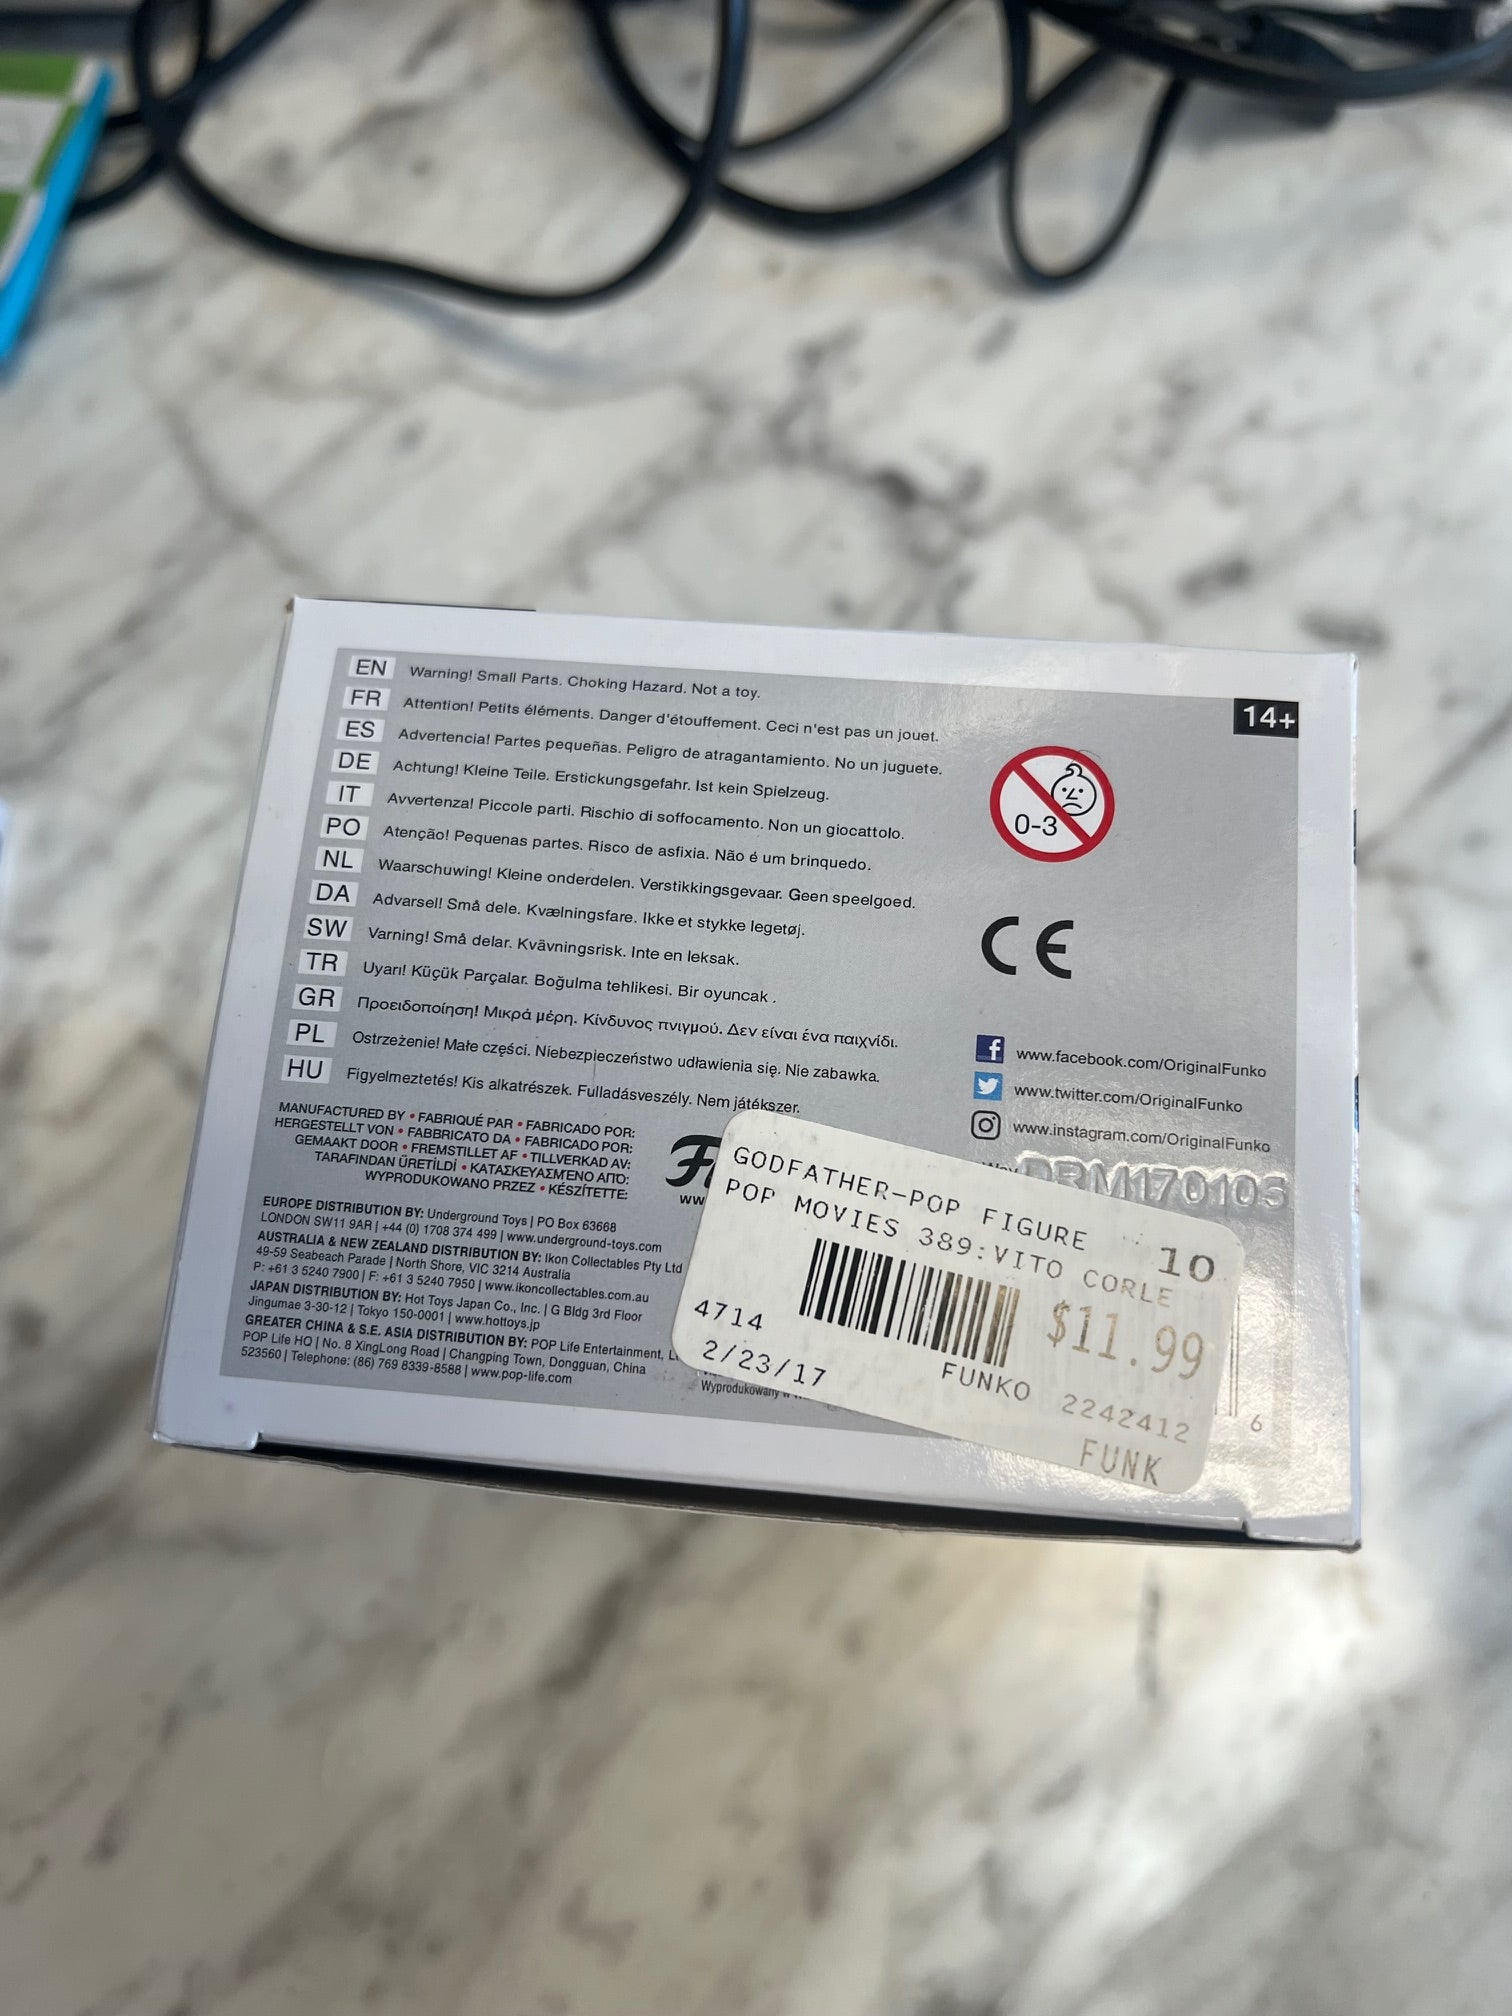 EN Warning! Small Parts. Choking Hazard. Not a toy.
FR Attention! Petits éléments. Danger d'étouffement. Ceci n'est pas un jouet.
ES Advertencia! Partes pequeñas. Peligro de atragantamiento. No un juguete.
DE Achtung! Kleine Teile. Erstickungsgefahr. Ist kein Spielzeug.
IT Avvertenza! Piccole parti. Rischio di soffocamento. Non un giocattolo.
PO Atenção! Pequenas partes. Risco de asfixia. Não é um brinquedo.
NL Waarschuwing! Kleine onderdelen. Verstikkingsgevaar. Geen speelgoed.
DA Advarsel! Små dele. Kvælningsfare. Ikke et stykke legetøj.
SW Varning! Små delar. Kvävningsrisk. Inte en leksak.
TR Uyarı! Küçük Parçalar. Boğulma tehlikesi. Bir oyuncak .
GR Προειδοποίηση! Μικρά μέρη. Κίνδυνος πνιγμού. Δεν είναι ένα παιχνίδι.
PL Ostrzeżenie! Małe części. Niebezpieczeństwo udławienia się. Nie zabawka.
HU Figyelmeztetés! Kis alkatrészek. Fulladásveszély. Nem játékszer.
14+
0-3
CE
www.facebook.com/OriginalFunko
www.twitter.com/OriginalFunko
www.instagram.com/OriginalFunko
DRM170105
MANUFACTURED BY • FABRIQUÉ PAR • FABRICADO POR:
HERGESTELLT VON • FABBRICATO DA • FABRICADO POR:
GEMAAKT DOOR • FREMSTILLET AF • TILLVERKAD AV:
TARAFINDAN ÜRETİLDİ • ΚΑΤΑΣΚΕΥΑΣΜΈΝΟ ΑΠΌ:
WYPRODUKOWANO PRZEZ • KÉSZÍTETTE:
ww
EUROPE DISTRIBUTION BY: Underground Toys | PO Box 63668
LONDON SW11 9AR | +44 (0) 1708 374 499 | www.underground-toys.com
AUSTRALIA & NEW ZEALAND DISTRIBUTION BY: Ikon Collectables Pty Ltd
49-59 Seabeach Parade | North Shore, VIC 3214 Australia
P: +61 3 5240 7900 | F: +61 3 5240 7950 | www.ikoncollectables.com.au
JAPAN DISTRIBUTION BY: Hot Toys Japan Co., Inc. | G Bldg 3rd Floor
Jingumae 3-30-12 | Tokyo 150-0001 | www.hottoys.jp
GREATER CHINA & S.E. ASIA DISTRIBUTION BY: POP Life Entertainment,
POP Life HQ | No. 8 XingLong Road | Changping Town, Dongguan, China
523560 | Telephone: (86) 769 8339-8588 | www.pop-life.com
Wyprodukowany w
GODFATHER-POP FIGURE 10
POP MOVIES 389:VITO CORLE
$11.99
4714
2/23/17
FUNKO 2242412
FUNK
6